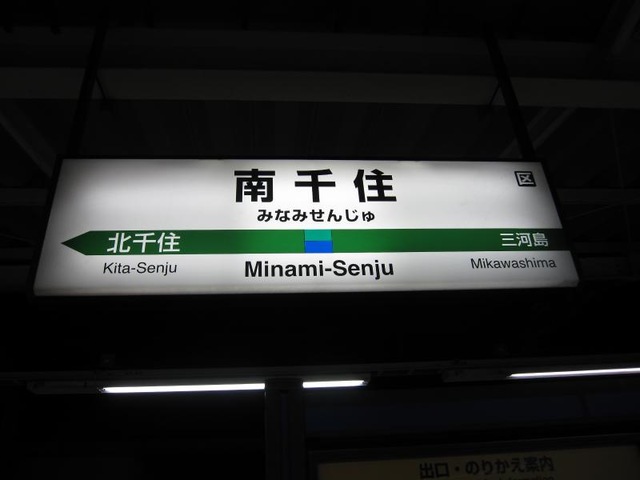 南千住
区
みなみせんじゅ
北千住
三河島
Kita-Senju
Minami-Senju
Mikawashima
出口・のりかえ案内